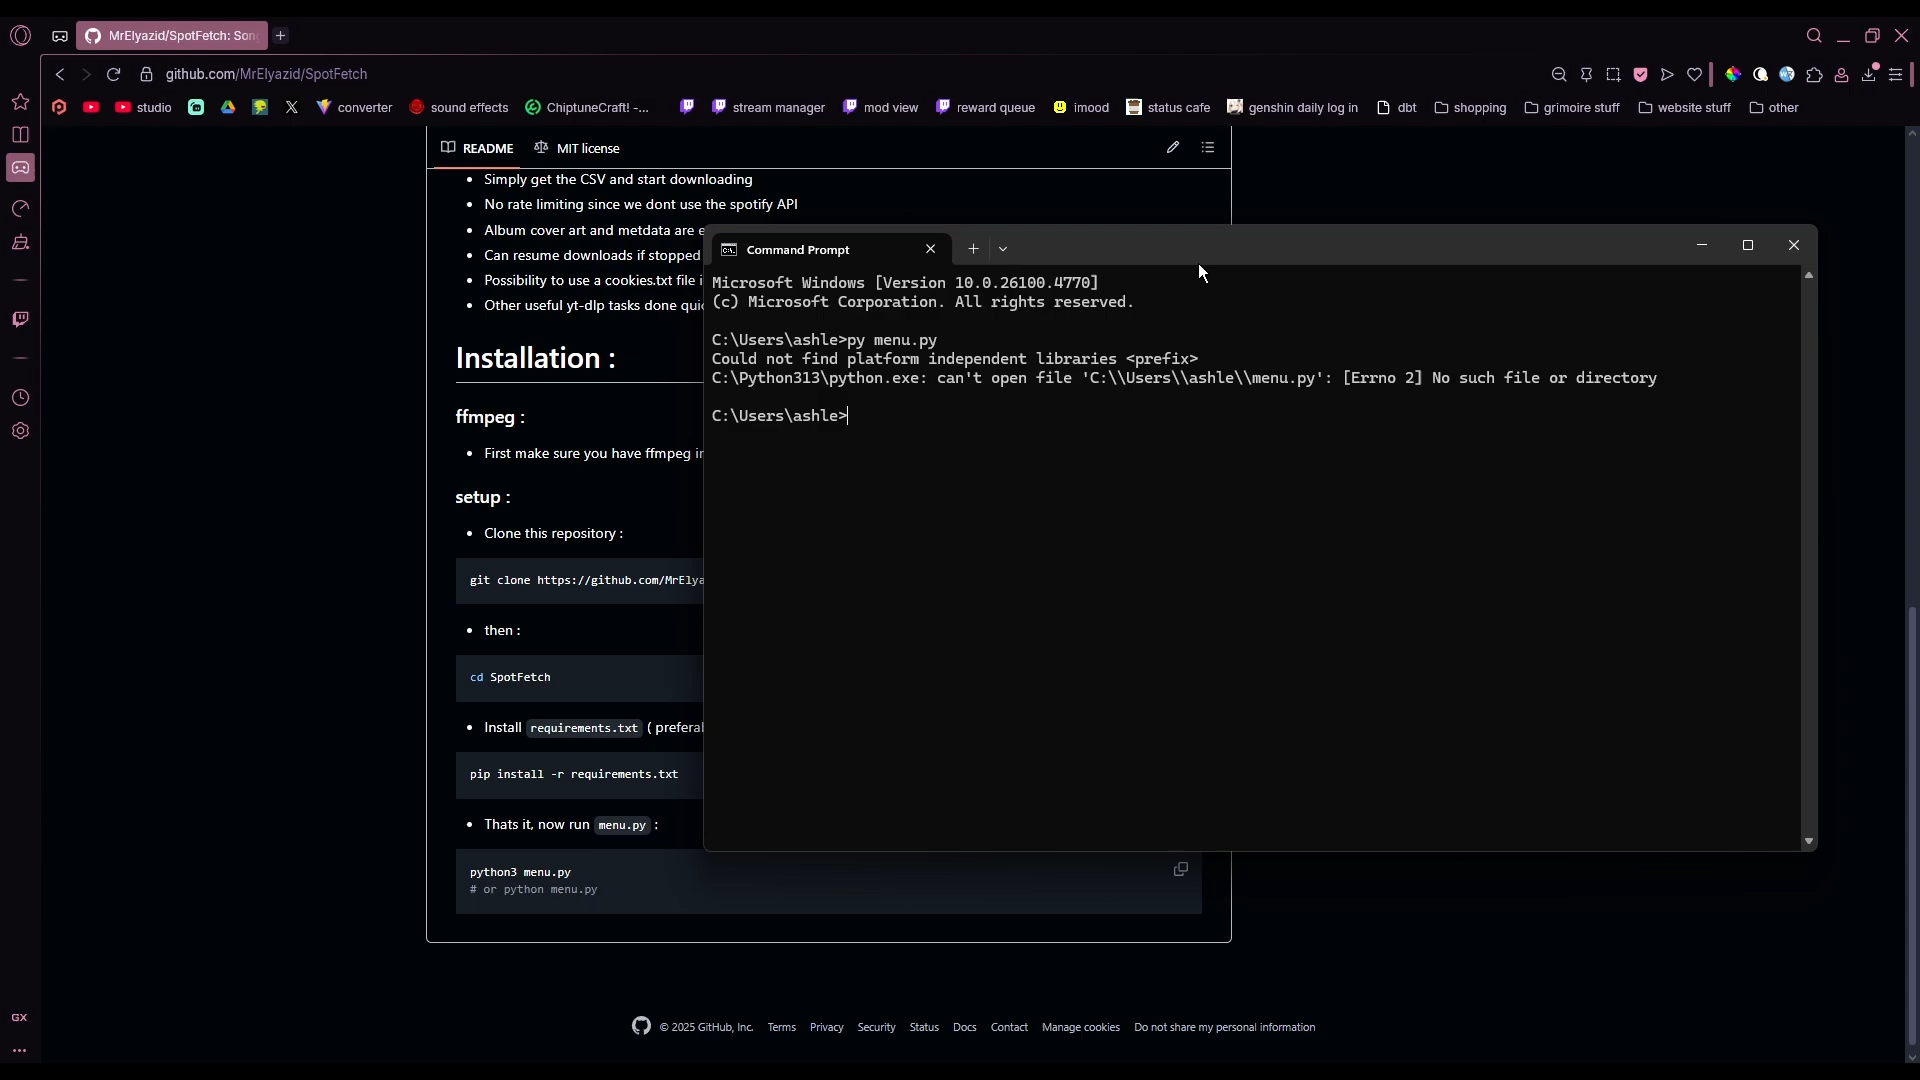 MrElyazid/SpotFetch: Son
github.com/MrElyazid/SpotFetch
studio
converter
sound effects
ChiptuneCraft! -...
stream manager
mod view
reward queue
imood
status cafe
genshin daily log in
dbt
shopping
grimoire stuff
website stuff
other
README
MIT license
Simply get the CSV and start downloading
No rate limiting since we dont use the spotify API
Album cover art and metdata are e
Can resume downloads if stopped
Possibility to use a cookies.txt file i
Other useful yt-dlp tasks done quic
Installation :
ffmpeg :
First make sure you have ffmpeg in
setup :
Clone this repository :
git clone https://github.com/MrElya
then :
cd SpotFetch
Install requirements.txt ( preferal
pip install -r requirements.txt
Thats it, now run menu.py :
python3 menu.py
# or python menu.py
Command Prompt
Microsoft Windows [Version 10.0.26100.4770]
(c) Microsoft Corporation. All rights reserved.
C:\Users\ashle>py menu.py
Could not find platform independent libraries <prefix>
C:\Python313\python.exe: can't open file 'C:\\Users\\ashle\\menu.py': [Errno 2] No such file or directory
C:\Users\ashle>
GX
© 2025 GitHub, Inc.
Terms
Privacy
Security
Status
Docs
Contact
Manage cookies
Do not share my personal information